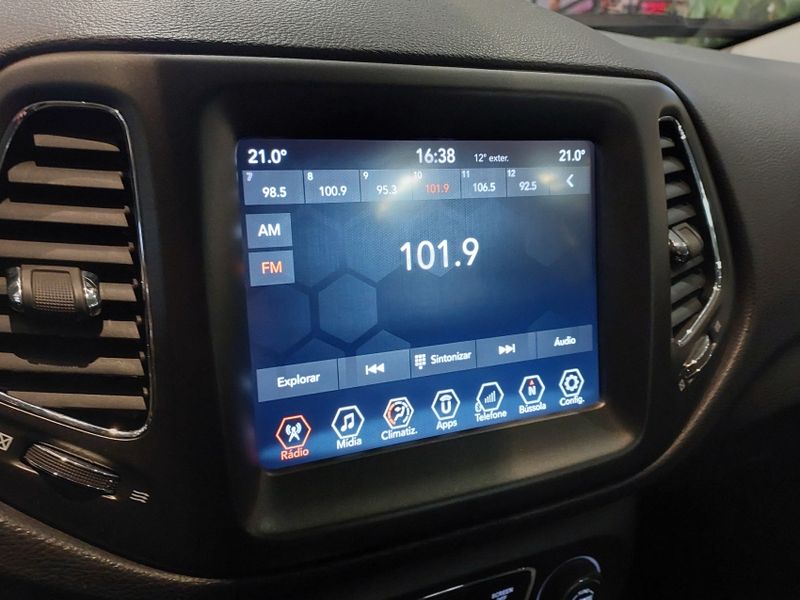 21.0° 16:38 12° exter. 21.0°
7 8 9 10 11 12
98.5 100.9 95.3 101.9 106.5 92.5
AM
FM
101.9
Explorar Sintonizar Áudio
Rádio Mídia Climatiz. Apps Telefone Bússola Config.
N
SCREEN